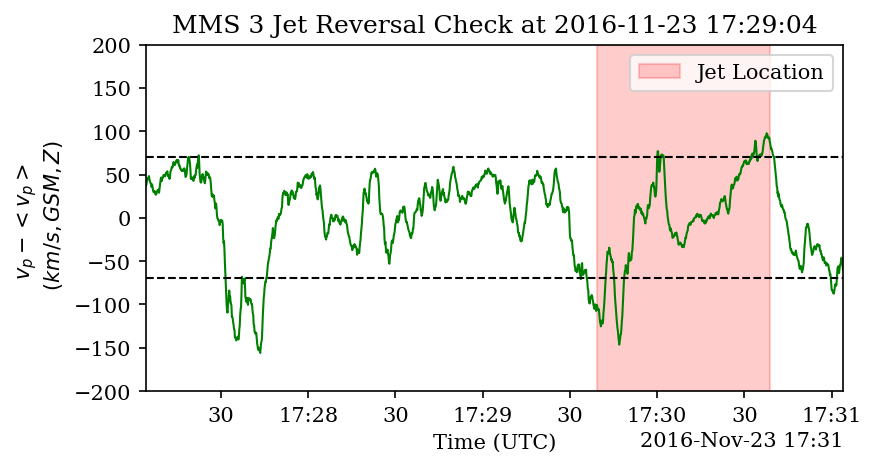 MMS 3 Jet Reversal Check at 2016-11-23 17:29:04
Jet Location
200
150
100
50
0
−50
−100
−150
−200
v_p − < v_p >
(km/s, GSM, Z)
30 17:28 30 17:29 30 17:30 30 17:31
Time (UTC)
2016-Nov-23 17:31